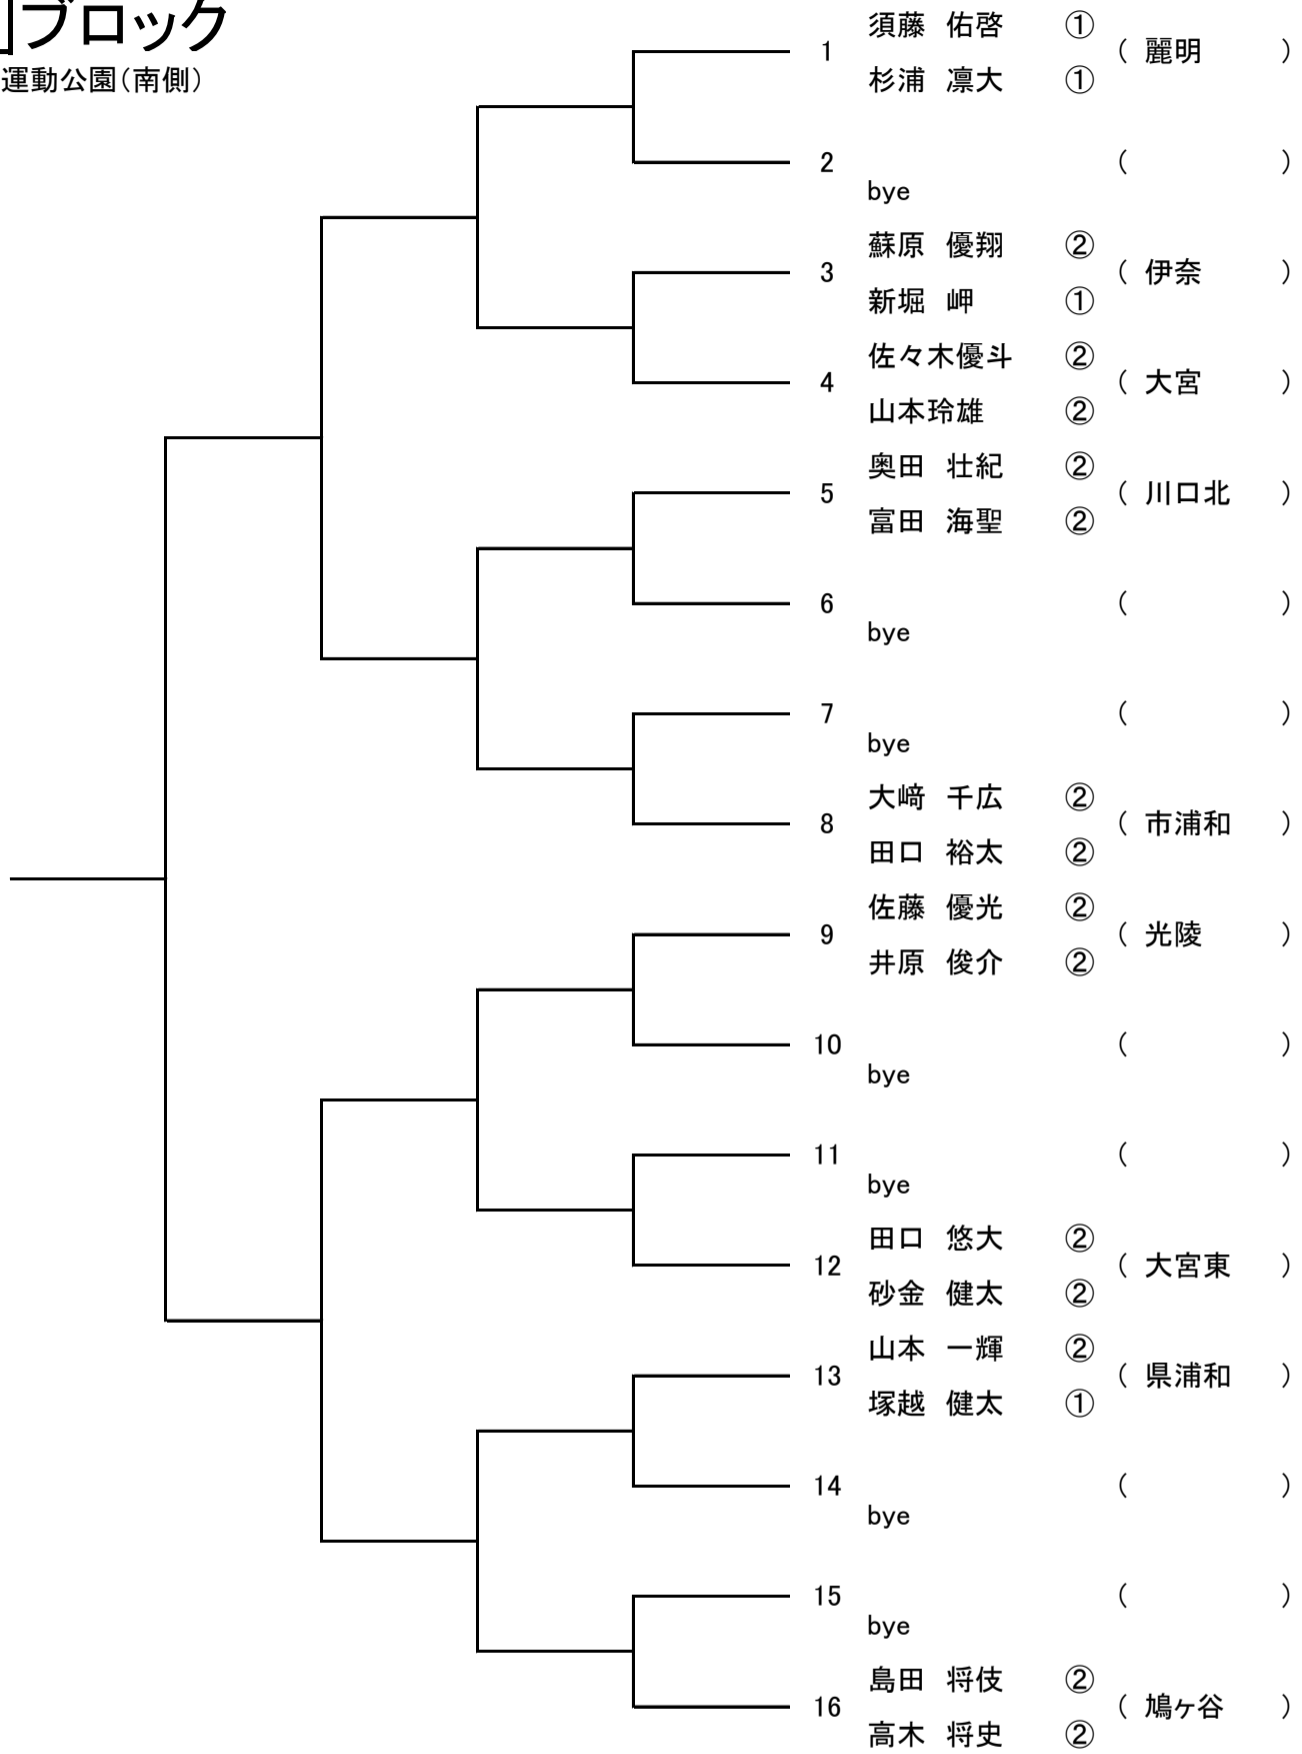 ブロック
運動公園(南側)
須藤 佑啓 ①
1 ( 麗明 )
杉浦 凛大 ①
2 ( )
bye
蘇原 優翔 ②
3 ( 伊奈 )
新堀 岬 ①
佐々木優斗 ②
4 ( 大宮 )
山本玲雄 ②
奥田 壮紀 ②
5 ( 川口北 )
富田 海聖 ②
6 ( )
bye
7 ( )
bye
大﨑 千広 ②
8 ( 市浦和 )
田口 裕太 ②
佐藤 優光 ②
9 ( 光陵 )
井原 俊介 ②
10 ( )
bye
11 ( )
bye
田口 悠大 ②
12 ( 大宮東 )
砂金 健太 ②
山本 一輝 ②
13 ( 県浦和 )
塚越 健太 ①
14 ( )
bye
15 ( )
bye
島田 将伎 ②
16 ( 鳩ヶ谷 )
高木 将史 ②